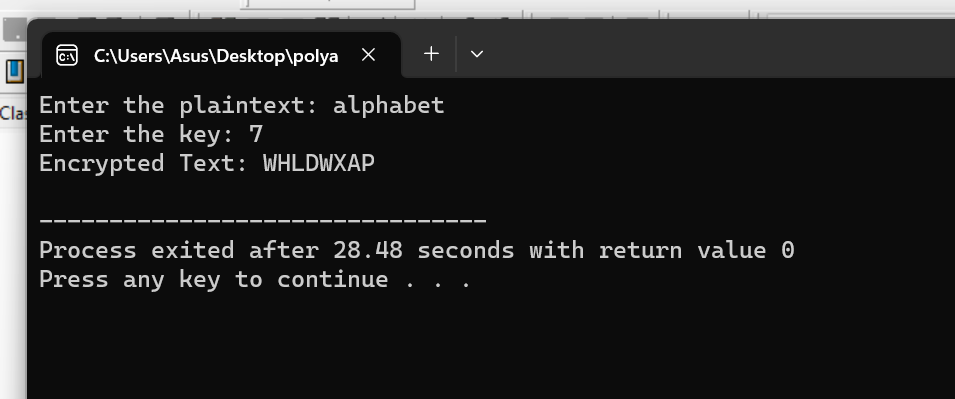 C:\Users\Asus\Desktop\polya
Clas
Enter the plaintext: alphabet
Enter the key: 7
Encrypted Text: WHLDWXAP
--------------------------------
Process exited after 28.48 seconds with return value 0
Press any key to continue . . .